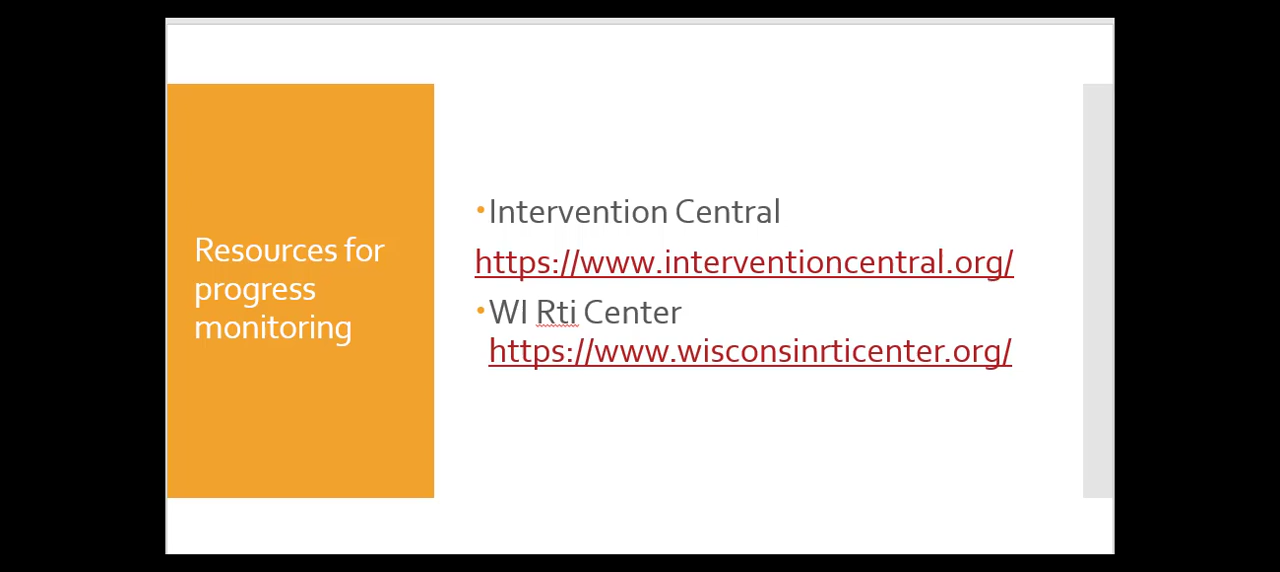 Resources for
progress
monitoring
•Intervention Central
https://www.interventioncentral.org/
•WI Rti Center
https://www.wisconsinrticenter.org/